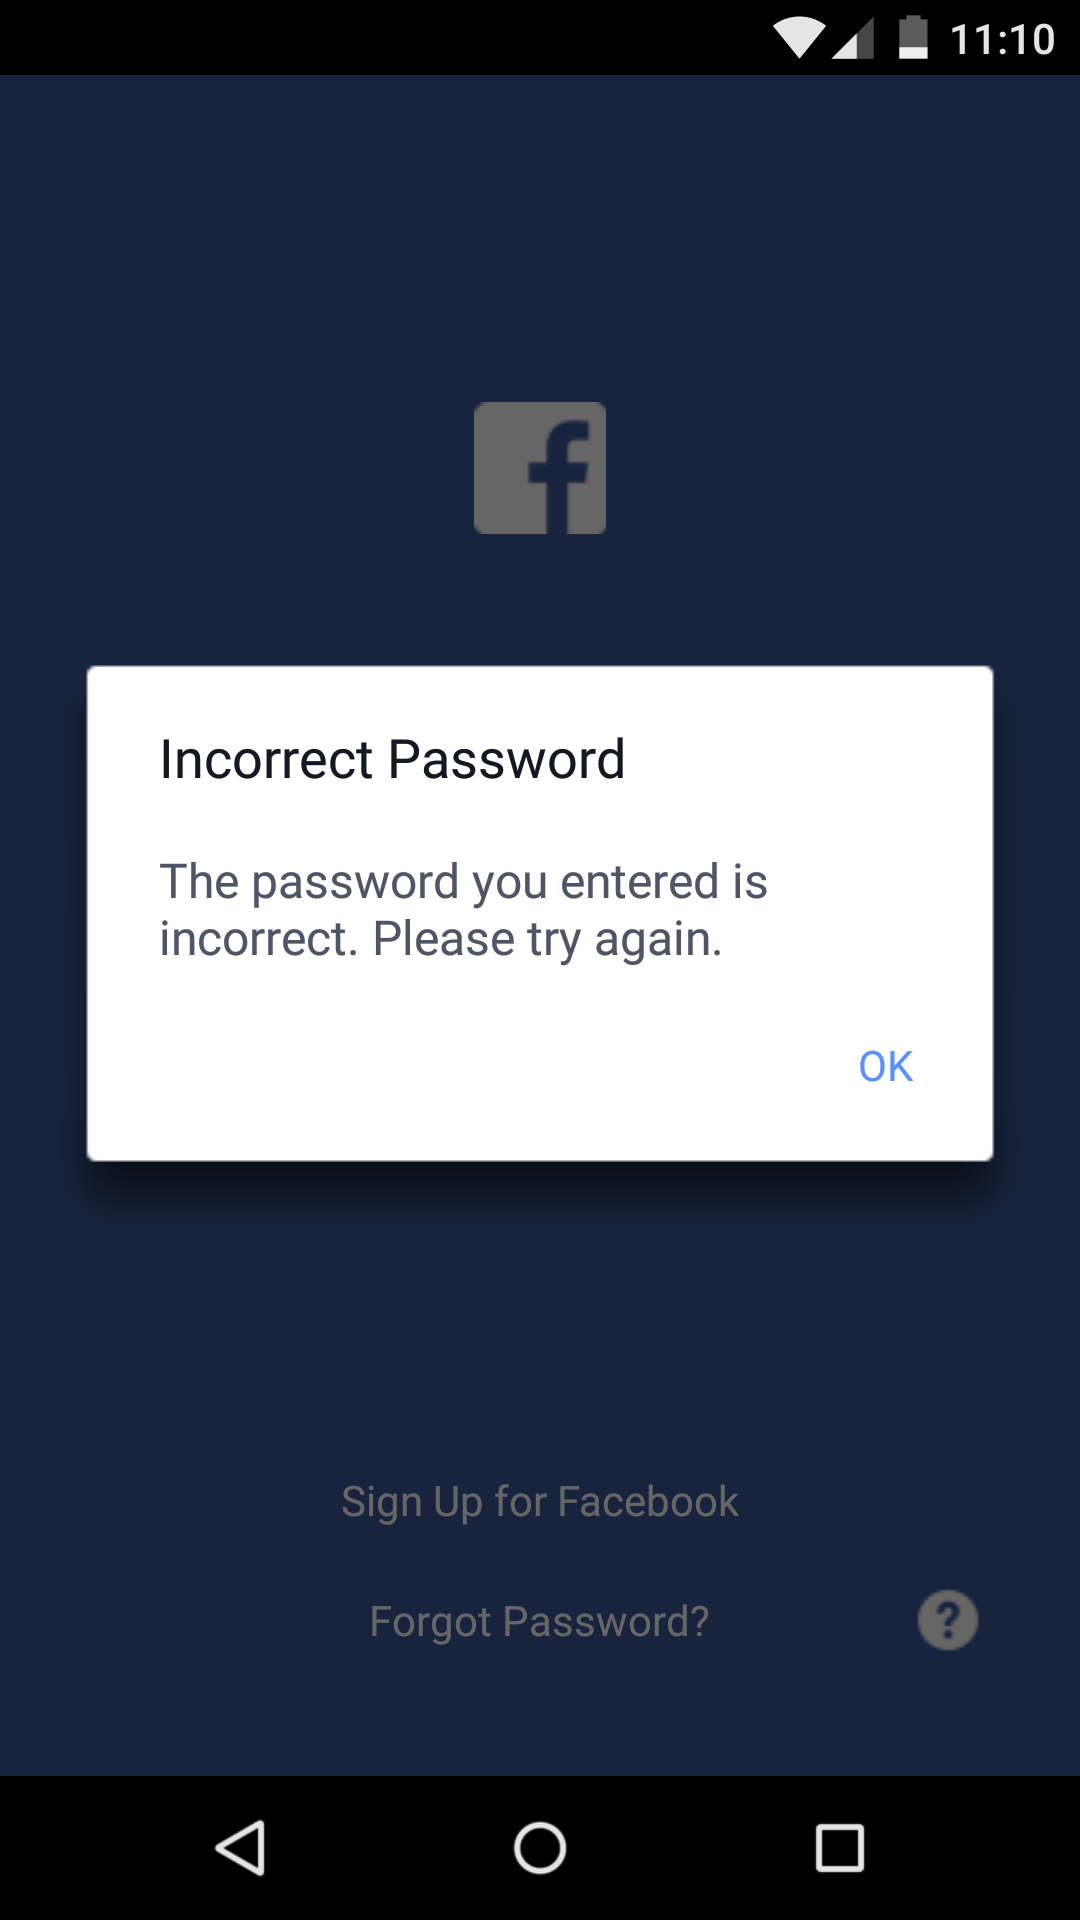 11:10
f
Incorrect Password
The password you entered is
incorrect. Please try again.
OK
Sign Up for Facebook
Forgot Password?
?